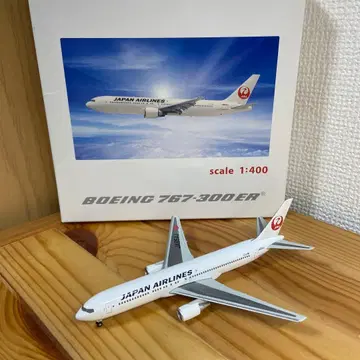 JAPAN AIRLINES
scale 1:400
BOEING 767-300ER®
JAPAN AIRLINES